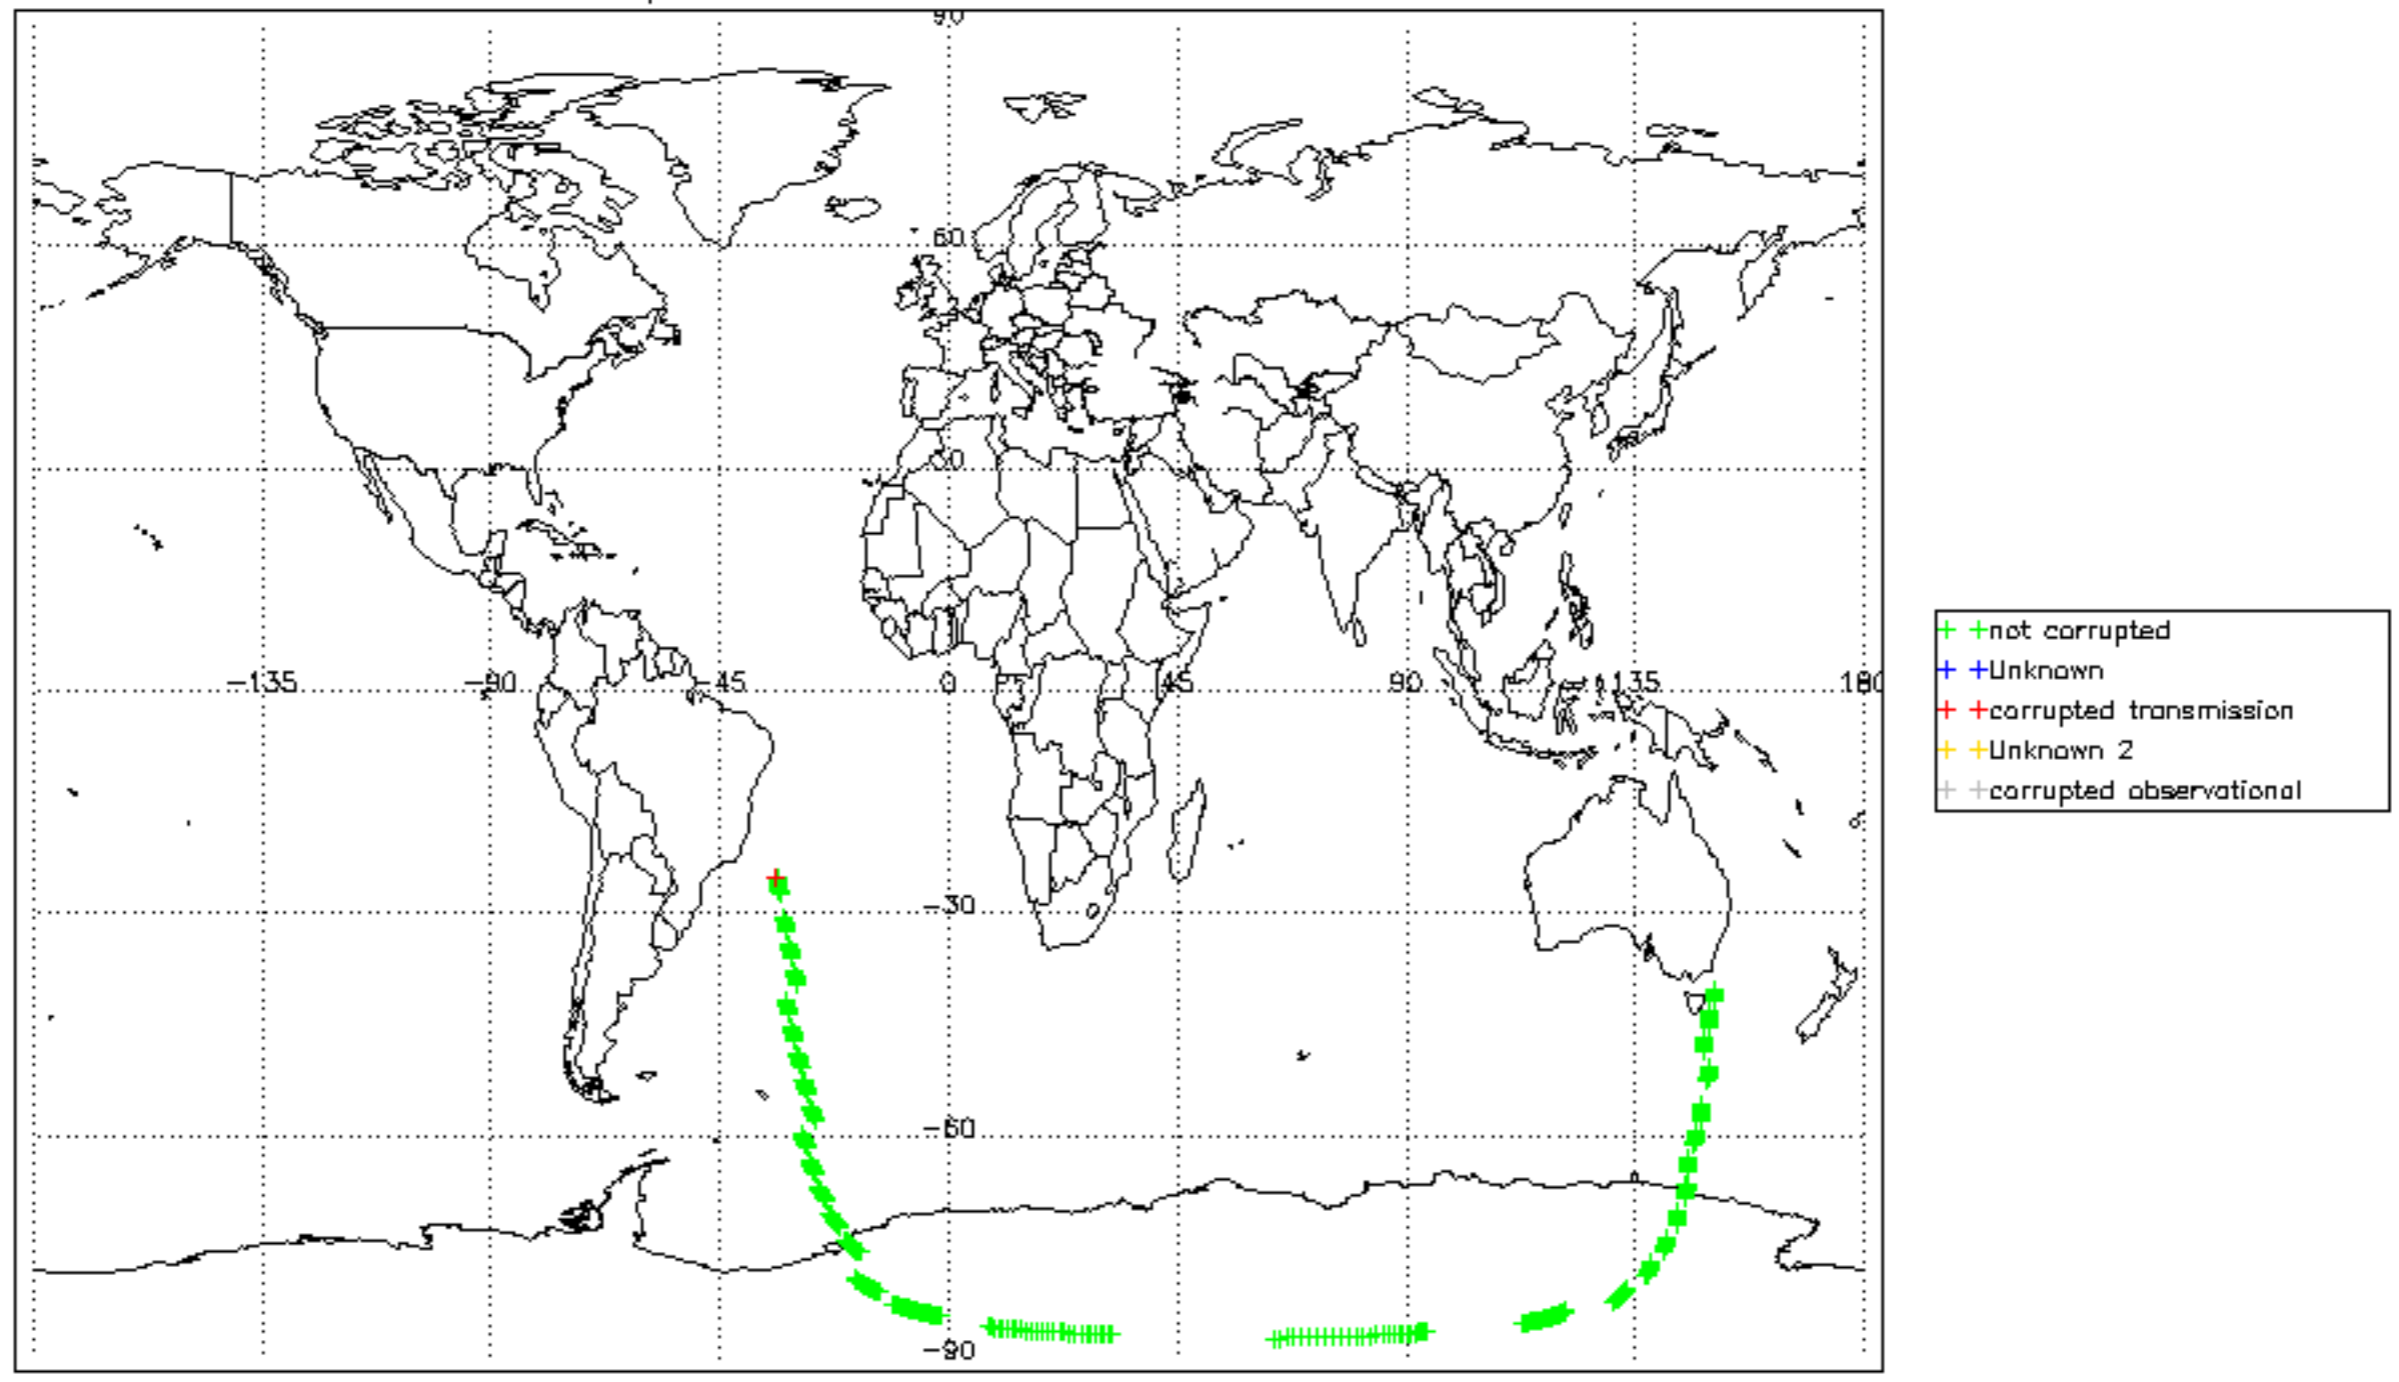 90
60
30
-135 -90 -45 0 45 90 135 180
-30
-60
-90
+ +not corrupted
+ +Unknown
+ +corrupted transmission
+ +Unknown 2
+ +corrupted observational